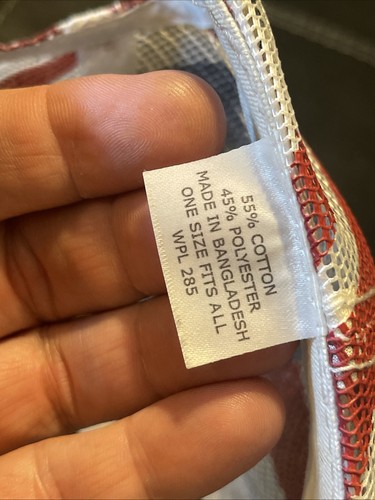 55% COTTON
45% POLYESTER
MADE IN BANGLADESH
ONE SIZE FITS ALL
WPL 285